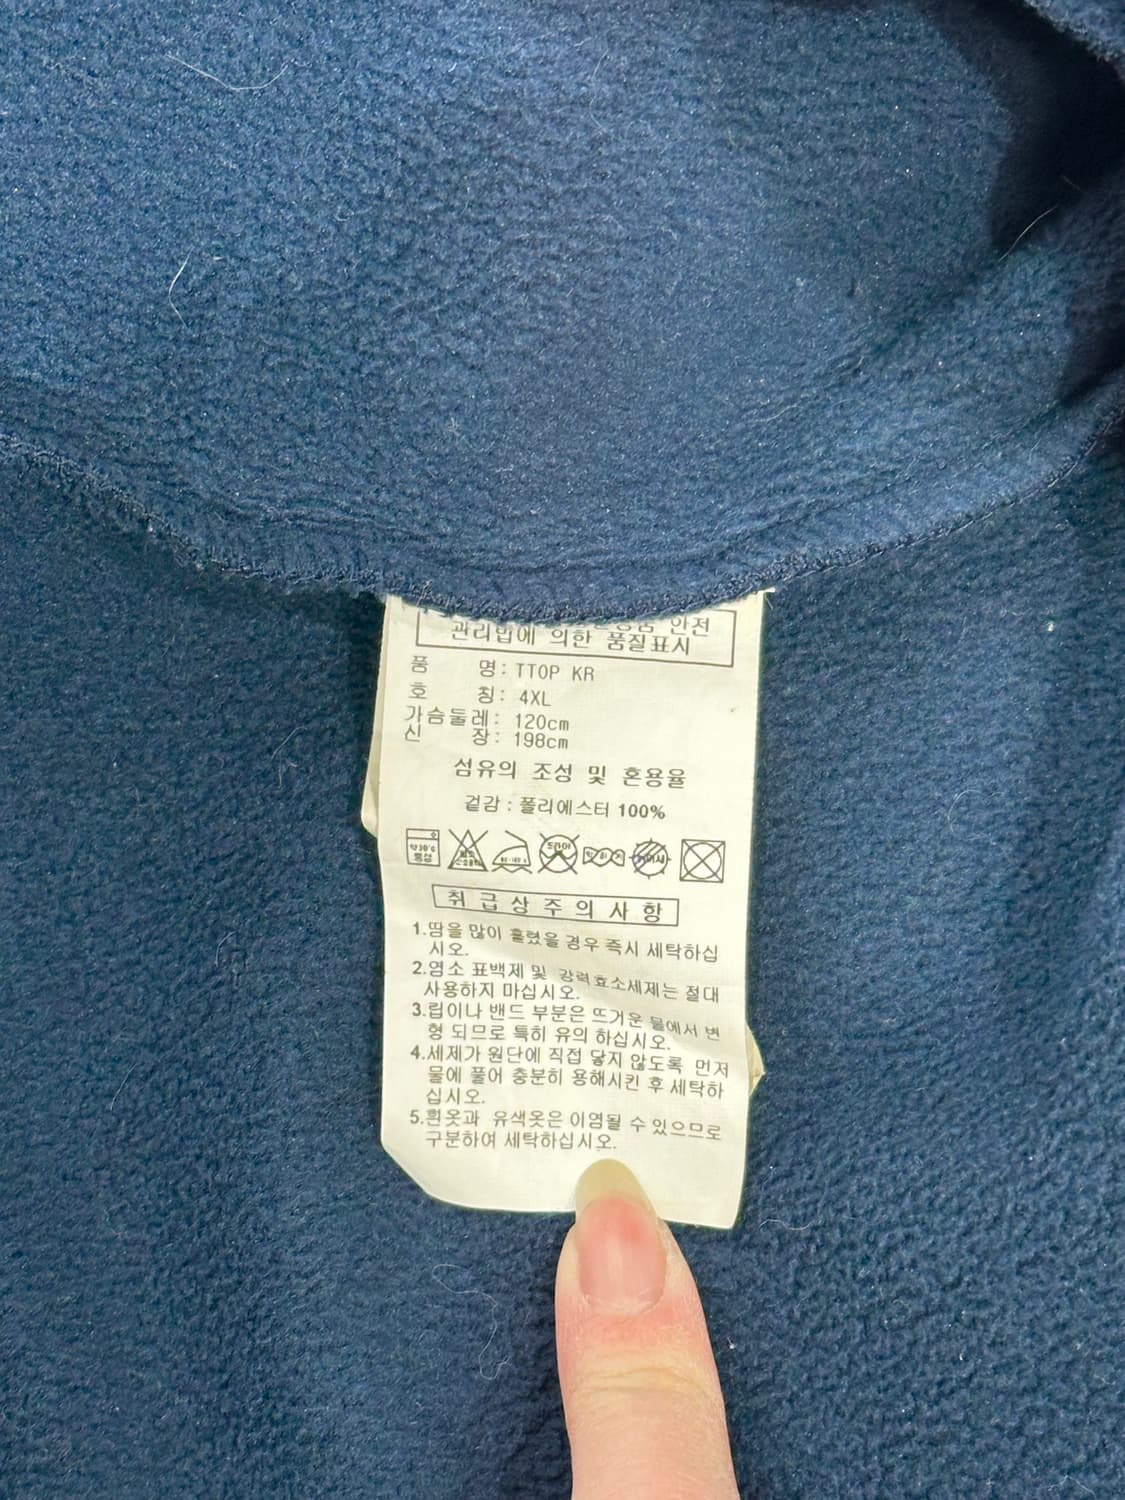 안전
관리법에 의한 품질표시
품 명: TTOP KR
호 칭: 4XL
가슴둘레: 120cm
신 장: 198cm
섬유의 조성 및 혼용율
겉감 : 폴리에스터 100%
드라이
취급상주의사항
1.땀을 많이 흘렸을 경우 즉시 세탁하십
시오.
2.염소 표백제 및 강력효소세제는 절대
사용하지 마십시오.
3.립이나 밴드 부분은 뜨거운 물에서 변
형 되므로 특히 유의 하십시오.
4.세제가 원단에 직접 닿지 않도록 먼저
물에 풀어 충분히 용해시킨 후 세탁하
십시오.
5.흰옷과 유색옷은 이염될 수 있으므로
구분하여 세탁하십시오.